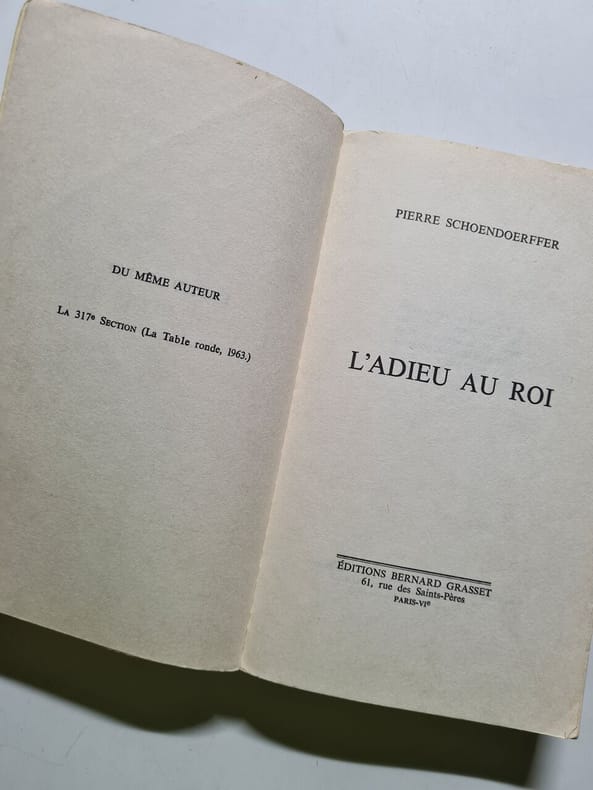 DU MÊME AUTEUR
LA 317e SECTION (La Table ronde, 1963.)
PIERRE SCHOENDOERFFER
L'ADIEU AU ROI
ÉDITIONS BERNARD GRASSET
61, rue des Saints-Pères
PARIS-VIe